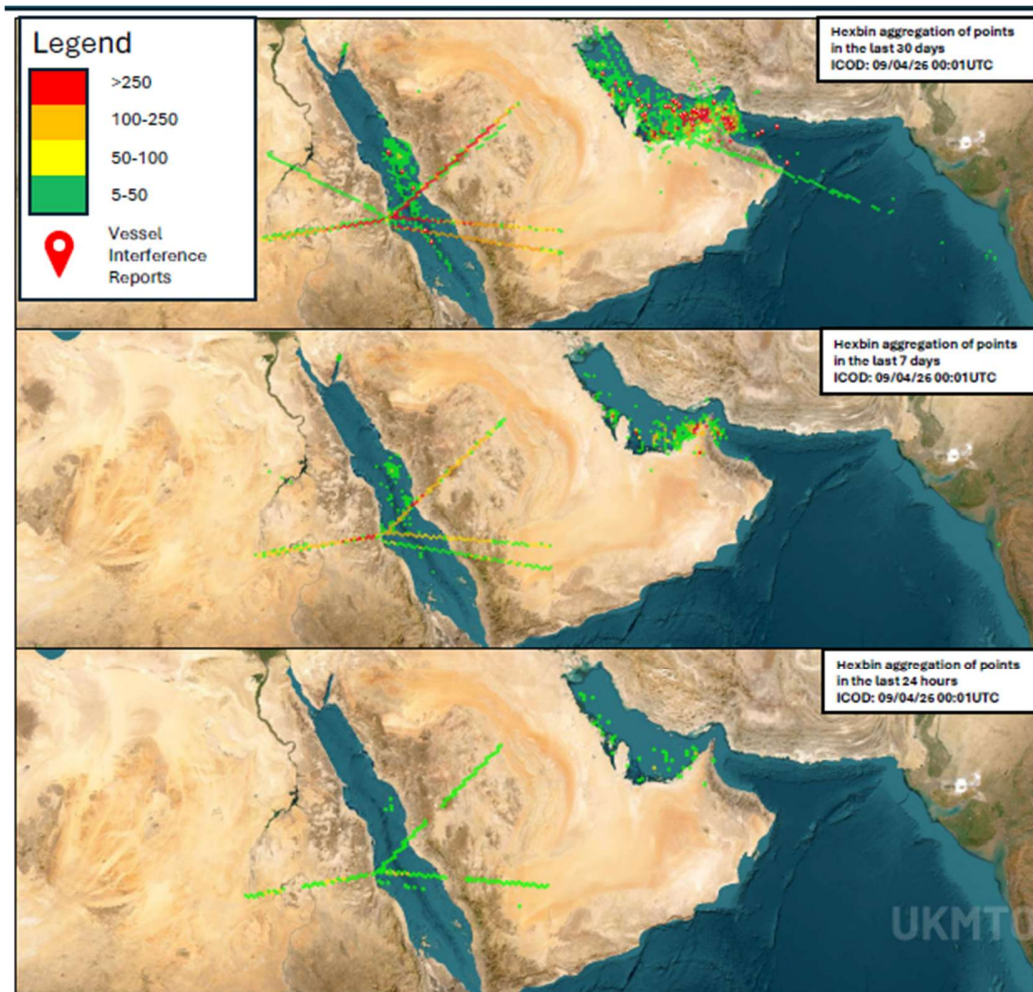 Legend
>250
100-250
50-100
5-50
Vessel
Interference
Reports
Hexbin aggregation of points
in the last 30 days
ICOD: 09/04/26 00:01UTC
Hexbin aggregation of points
in the last 7 days
ICOD: 09/04/26 00:01UTC
Hexbin aggregation of points
in the last 24 hours
ICOD: 09/04/26 00:01UTC
UKMTO